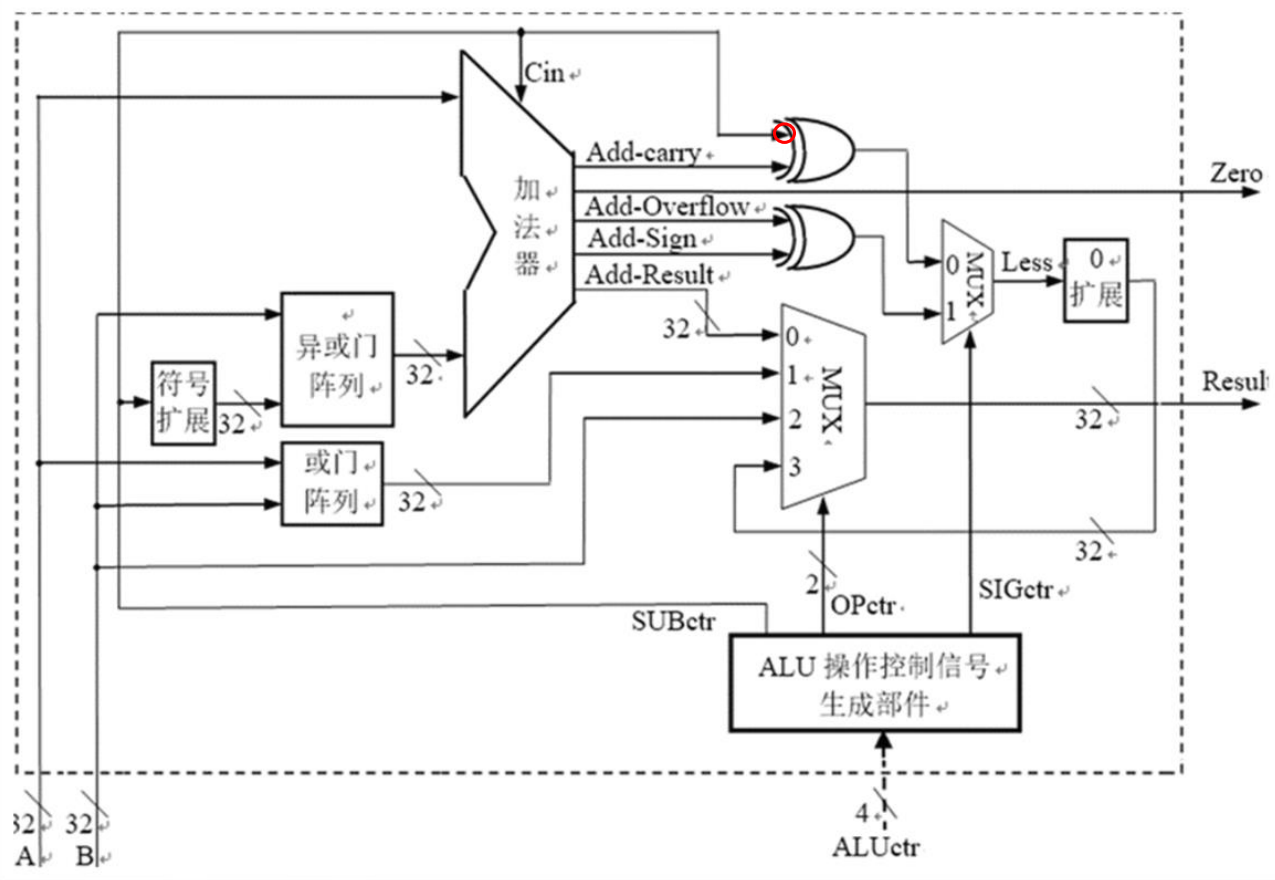 Cin
Add-carry
Zero
加
法
器
Add-Overflow
Add-Sign
Add-Result
32
0
1
MUX
Less
0
扩展
异或门
阵列
32
符号
扩展
32
0
1
2
3
MUX
32
Result
或门
阵列
32
32
2
OPctr
SIGctr
SUBctr
ALU 操作控制信号
生成部件
4
ALUctr
32
32
A
B